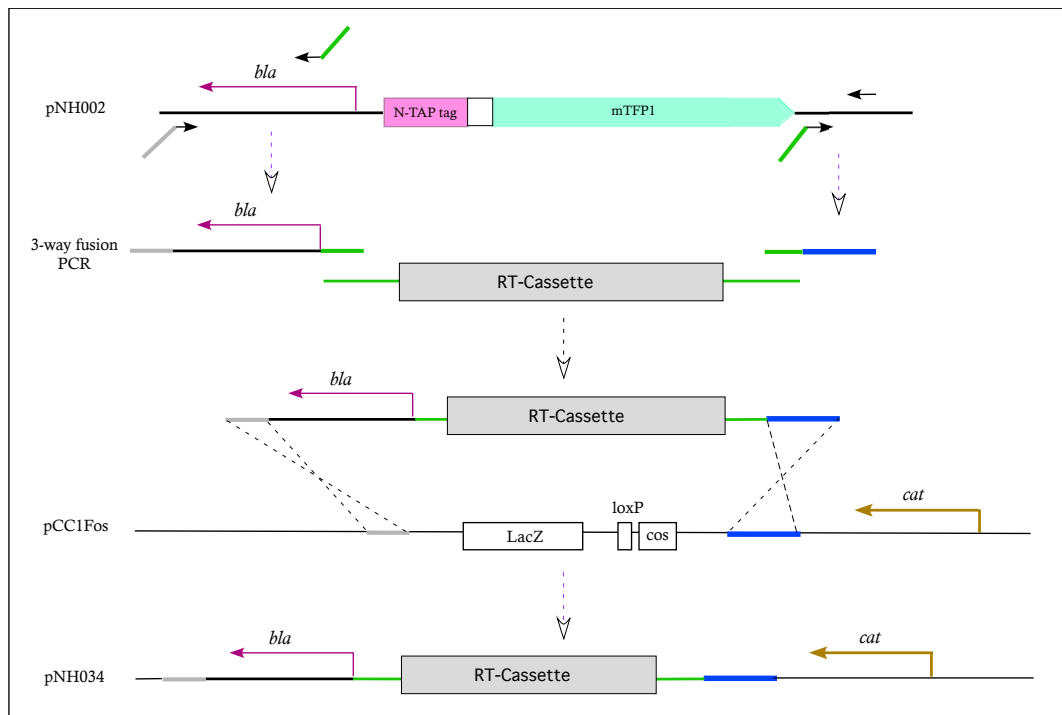 bla
pNH002
N-TAP tag
mTFP1
bla
3-way fusion
PCR
RT-Cassette
bla
RT-Cassette
loxP
cat
pCC1Fos
LacZ
cos
bla
cat
pNH034
RT-Cassette